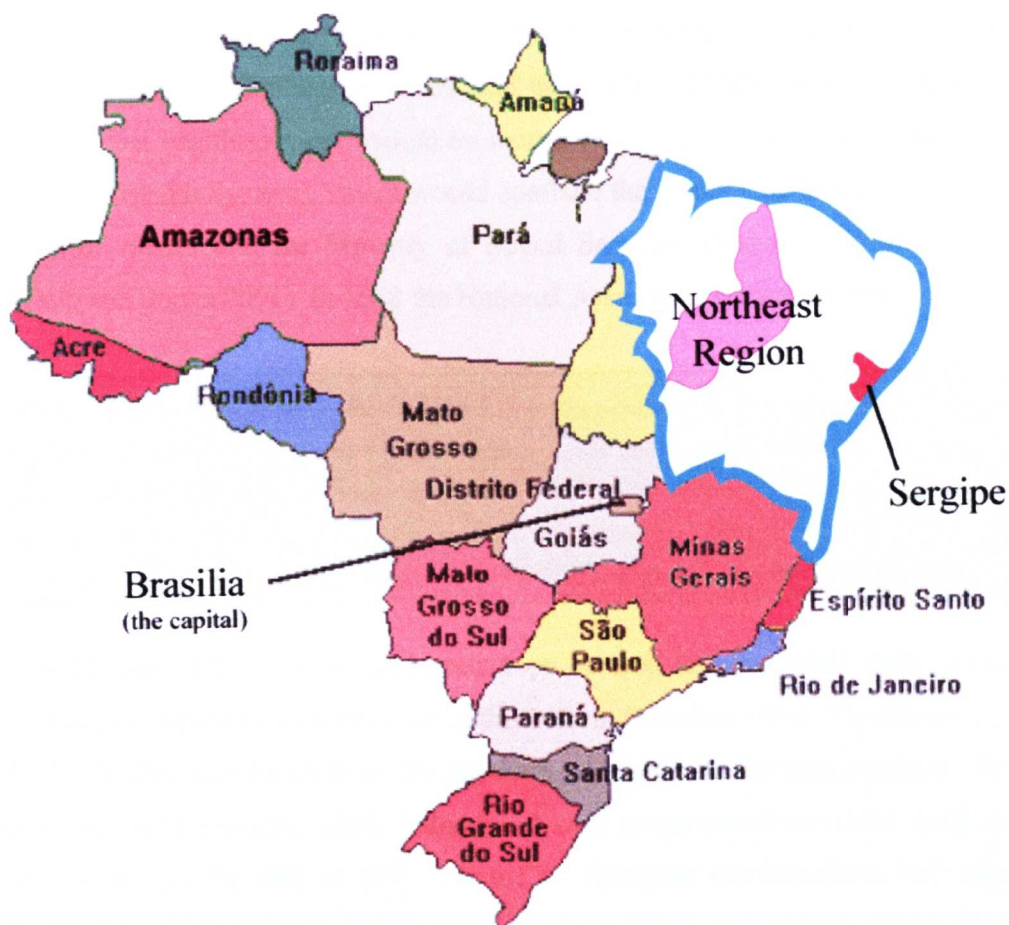 Roraima
Amapá
Amazonas
Pará
Northeast
Region
Acre
Rondônia
Mato
Grosso
Distrito Federal
Sergipe
Goiás
Minas
Gerais
Brasilia
(the capital)
Mato
Grosso
do Sul
Espírito Santo
São
Paulo
Rio de Janeiro
Paraná
Santa Catarina
Rio
Grande
do Sul